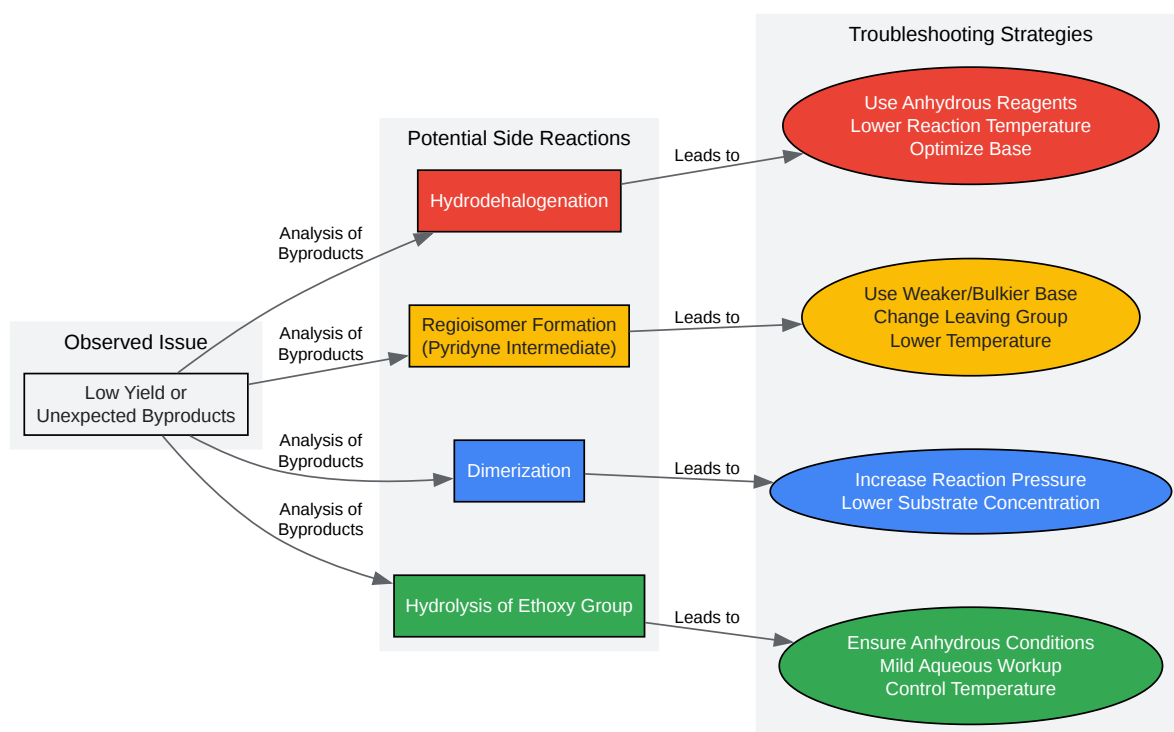 Observed Issue
Low Yield or
Unexpected Byproducts
Analysis of
Byproducts
Analysis of
Byproducts
Analysis of
Byproducts
Analysis of
Byproducts
Potential Side Reactions
Hydrodehalogenation
Regioisomer Formation
(Pyridyne Intermediate)
Dimerization
Hydrolysis of Ethoxy Group
Leads to
Leads to
Leads to
Leads to
Troubleshooting Strategies
Use Anhydrous Reagents
Lower Reaction Temperature
Optimize Base
Use Weaker/Bulkier Base
Change Leaving Group
Lower Temperature
Increase Reaction Pressure
Lower Substrate Concentration
Ensure Anhydrous Conditions
Mild Aqueous Workup
Control Temperature